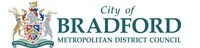 City of
BRADFORD
METROPOLITAN DISTRICT COUNCIL